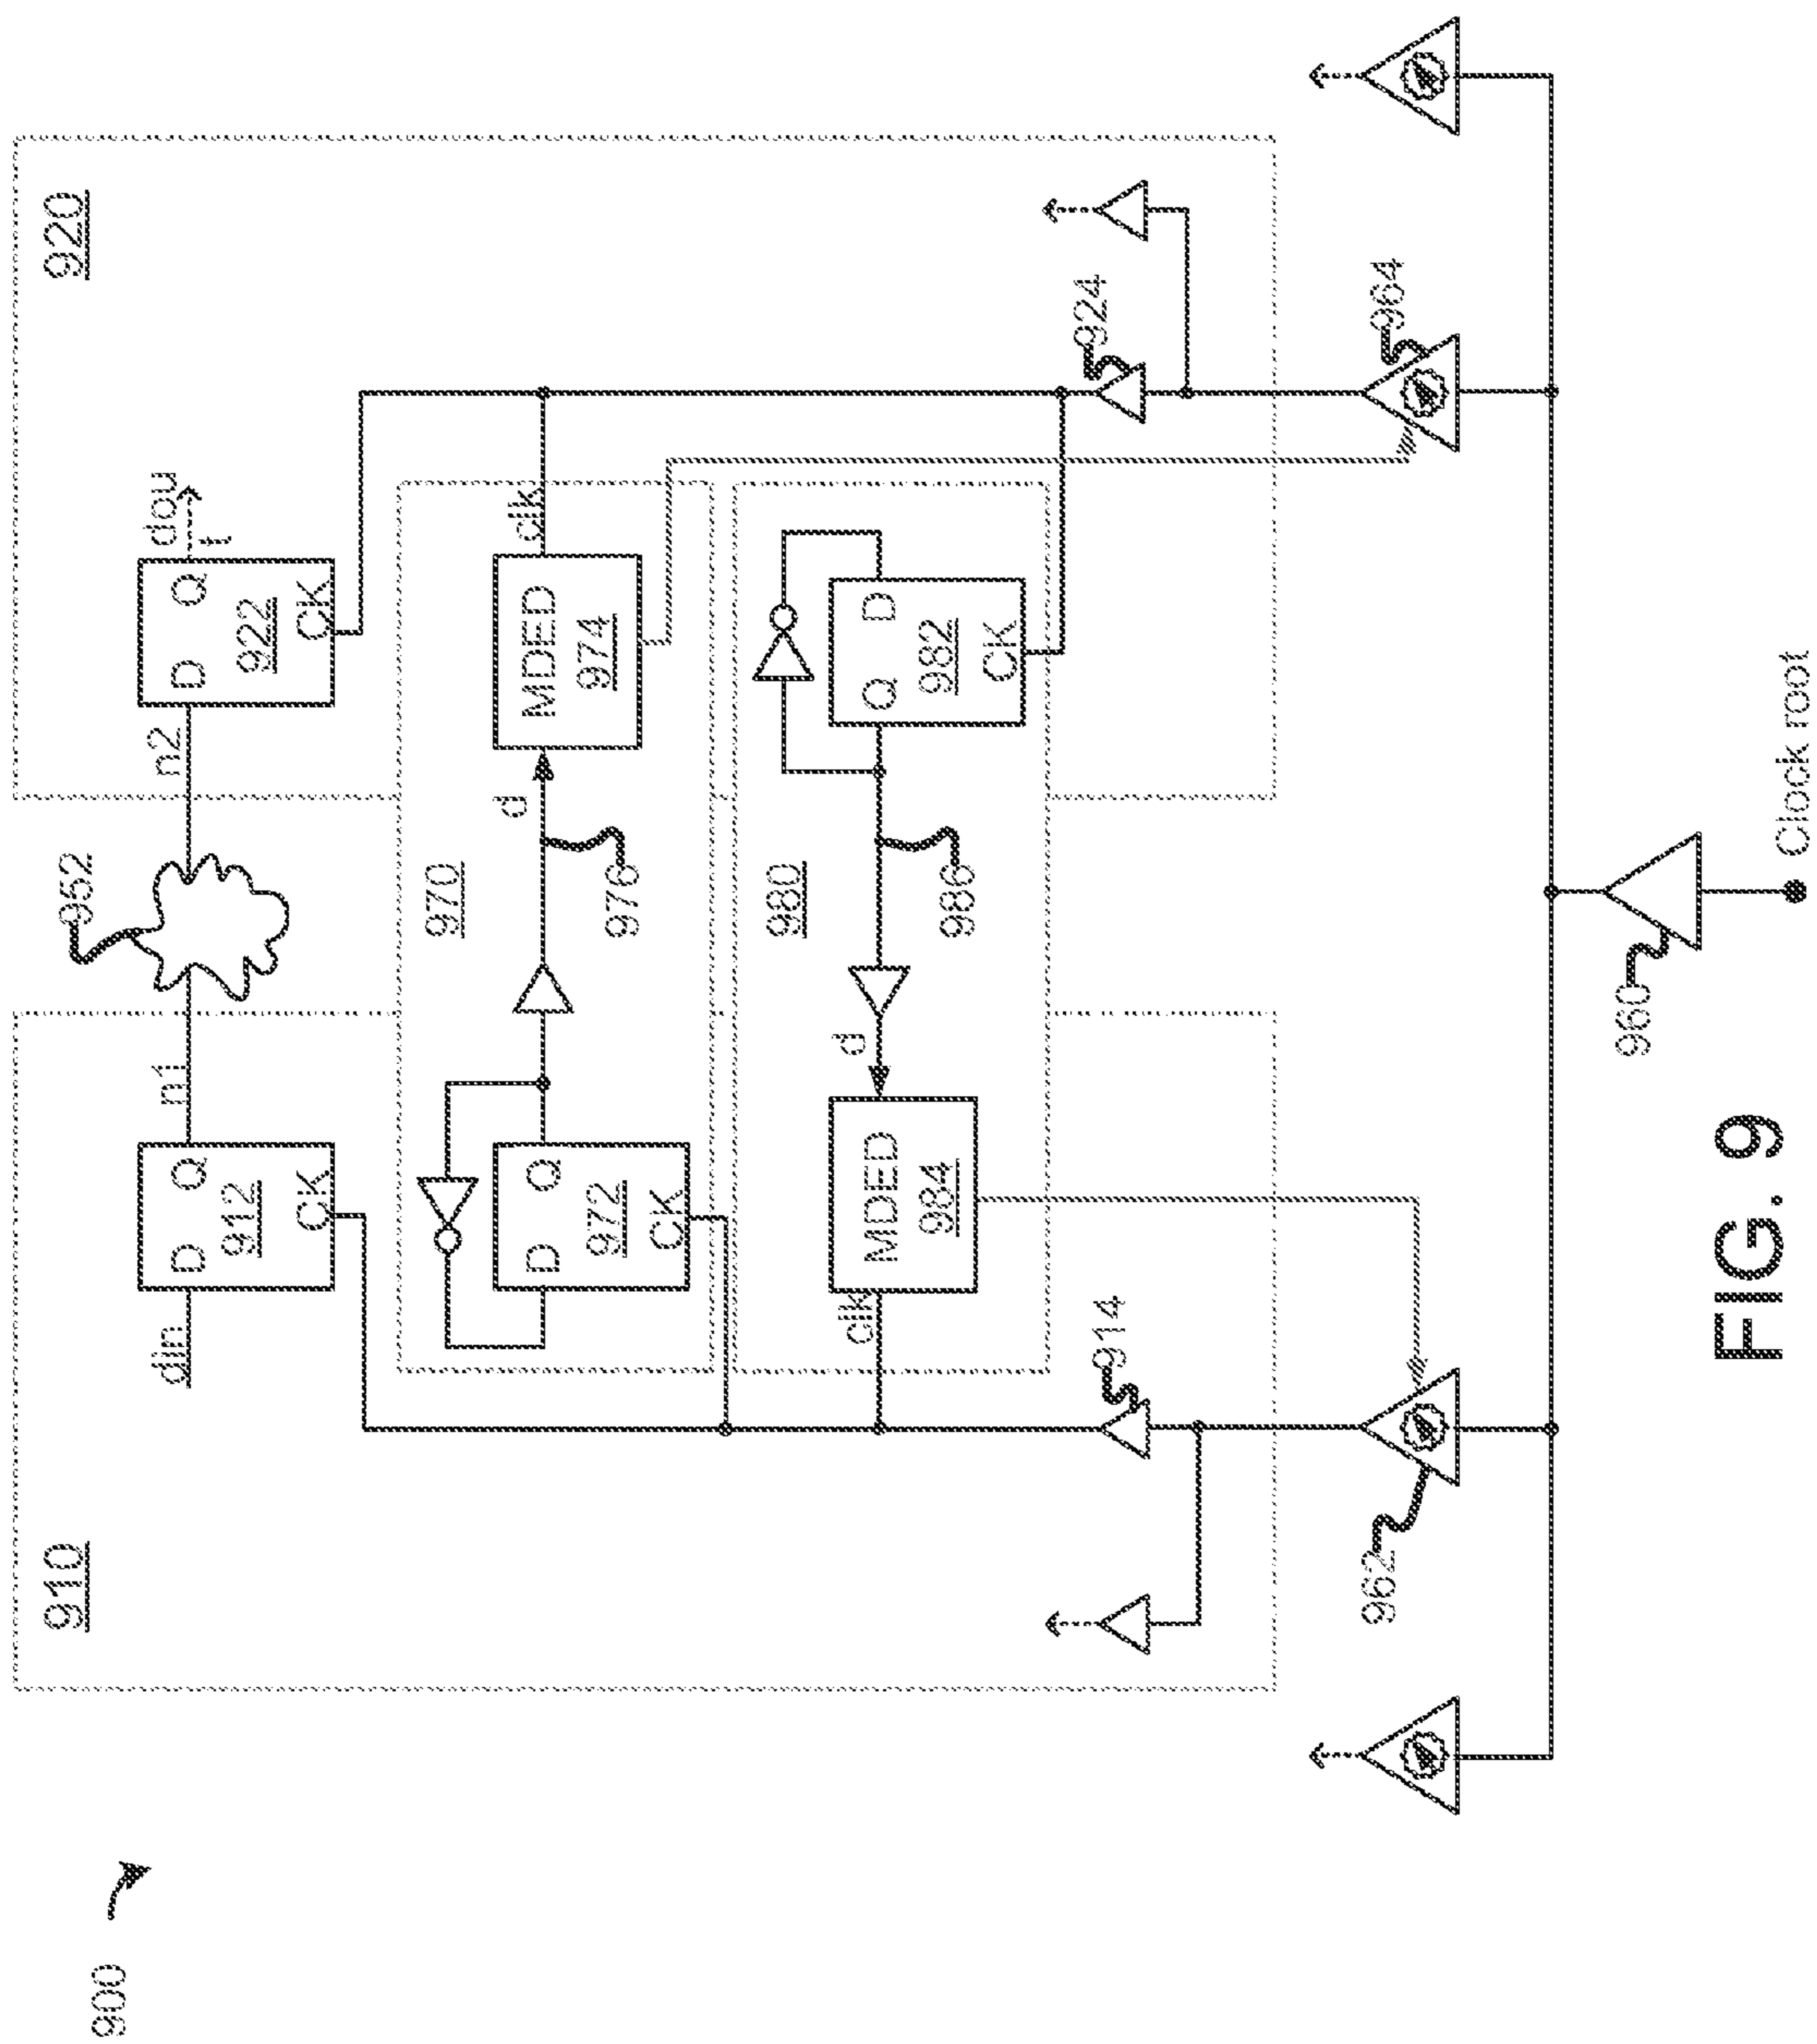 900
910
920
952
din
D Q
912
CK
n1
n2
D Q
922
CK
dou
t
970
D Q
972
CK
976
d
MDED
974
clk
980
clk
MDED
984
d
986
Q D
982
CK
914
924
962
964
960
Clock root
FIG. 9